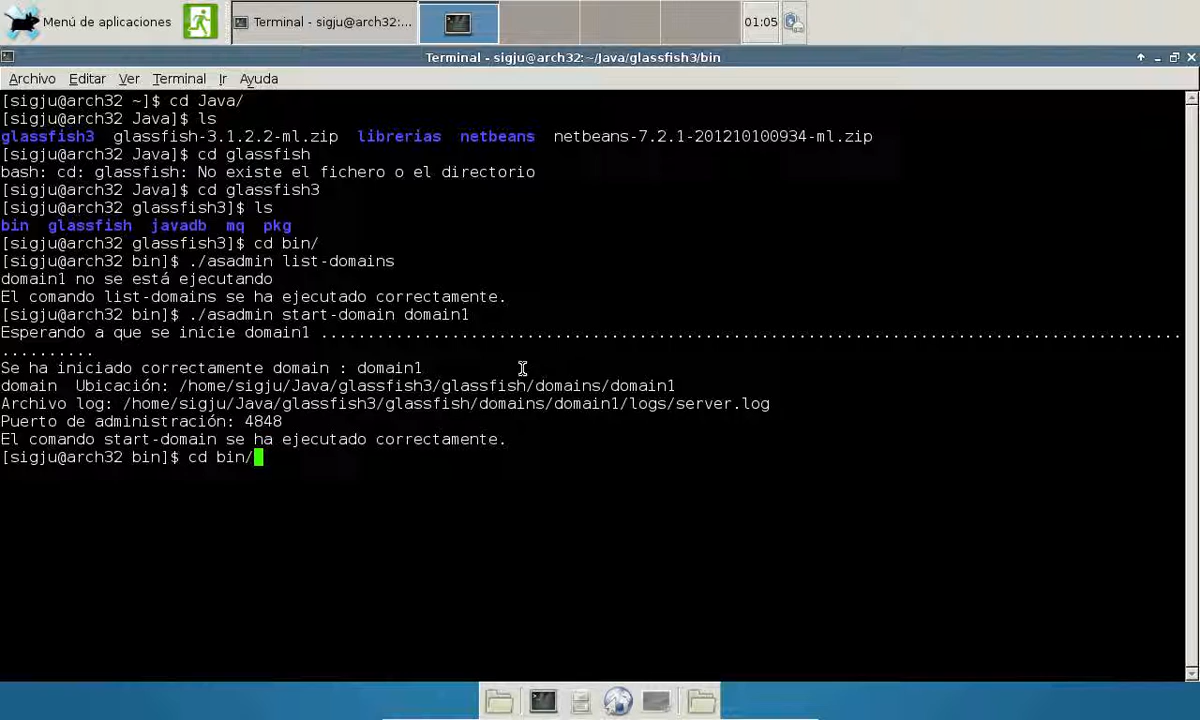 Menú de aplicaciones
Terminal - sigju@arch32:...
01:05
Terminal - sigju@arch32:~/Java/glassfish3/bin
Archivo Editar Ver Terminal Ir Ayuda
[sigju@arch32 ~]$ cd Java/
[sigju@arch32 Java]$ ls
glassfish3 glassfish-3.1.2.2-ml.zip librerias netbeans netbeans-7.2.1-201210100934-ml.zip
[sigju@arch32 Java]$ cd glassfish
bash: cd: glassfish: No existe el fichero o el directorio
[sigju@arch32 Java]$ cd glassfish3
[sigju@arch32 glassfish3]$ ls
bin glassfish javadb mq pkg
[sigju@arch32 glassfish3]$ cd bin/
[sigju@arch32 bin]$ ./asadmin list-domains
domain1 no se está ejecutando
El comando list-domains se ha ejecutado correctamente.
[sigju@arch32 bin]$ ./asadmin start-domain domain1
Esperando a que se inicie domain1 ............................................................................................
..........
Se ha iniciado correctamente domain : domain1
domain  Ubicación: /home/sigju/Java/glassfish3/glassfish/domains/domain1
Archivo log: /home/sigju/Java/glassfish3/glassfish/domains/domain1/logs/server.log
Puerto de administración: 4848
El comando start-domain se ha ejecutado correctamente.
[sigju@arch32 bin]$ cd bin/